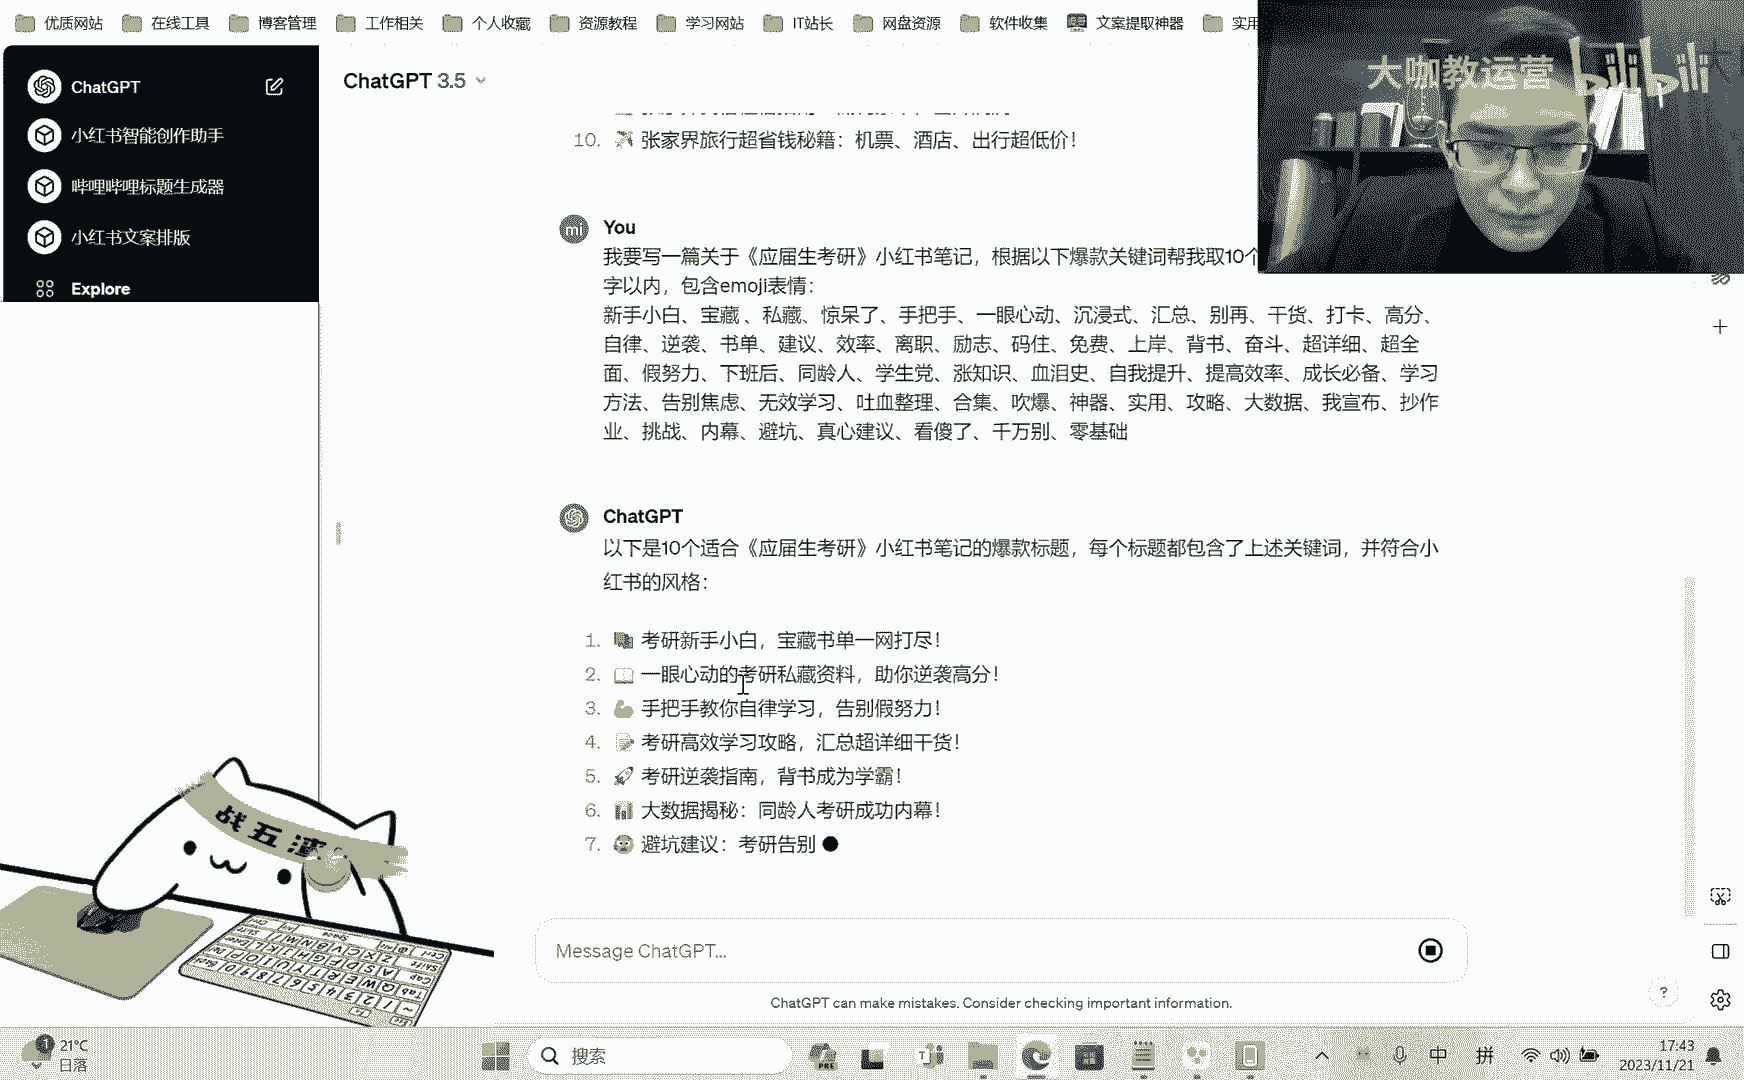 优质网站
在线工具
博客管理
工作相关
个人收藏
资源教程
学习网站
IT站长
网盘资源
软件收集
文案提取神器
实用
大咖教运营
bilibili
大
ChatGPT
小红书智能创作助手
哔哩哔哩标题生成器
小红书文案排版
Explore
ChatGPT 3.5
10. 张家界旅行超省钱秘籍：机票、酒店、出行超低价！
mi
You
我要写一篇关于《应届生考研》小红书笔记，根据以下爆款关键词帮我取10个
字以内，包含emoji表情：
新手小白、宝藏 、私藏、惊呆了、手把手、一眼心动、沉浸式、汇总、别再、干货、打卡、高分、
自律、逆袭、书单、建议、效率、离职、励志、码住、免费、上岸、背书、奋斗、超详细、超全
面、假努力、下班后、同龄人、学生党、涨知识、血泪史、自我提升、提高效率、成长必备、学习
方法、告别焦虑、无效学习、吐血整理、合集、吹爆、神器、实用、攻略、大数据、我宣布、抄作
业、挑战、内幕、避坑、真心建议、看傻了、千万别、零基础
ChatGPT
以下是10个适合《应届生考研》小红书笔记的爆款标题，每个标题都包含了上述关键词，并符合小
红书的风格：
1. 📚 考研新手小白，宝藏书单一网打尽！
2. 📖 一眼心动的考研私藏资料，助你逆袭高分！
3. 💪 手把手教你自律学习，告别假努力！
4. 📝 考研高效学习攻略，汇总超详细干货！
5. 🚀 考研逆袭指南，背书成为学霸！
6. 📊 大数据揭秘：同龄人考研成功内幕！
7. 避坑建议：考研告别
战五渣
Message ChatGPT...
ChatGPT can make mistakes. Consider checking important information.
?
1
21°C
日落
搜索
PRE
中
拼
17:43
2023/11/21